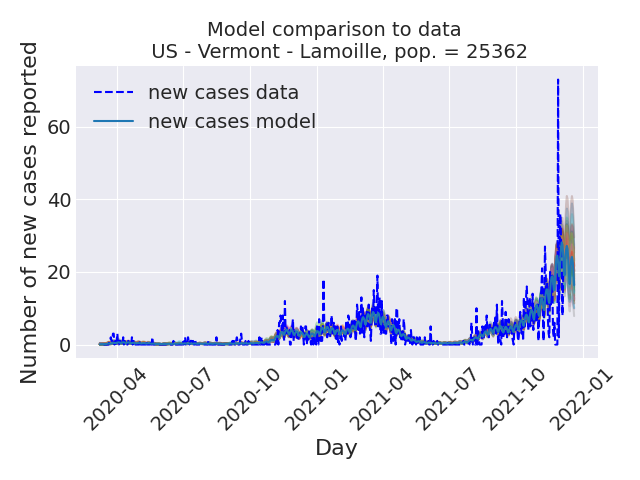 Model comparison to data
US - Vermont - Lamoille, pop. = 25362
new cases data
new cases model
Number of new cases reported
60
40
20
0
2020-04
2020-07
2020-10
2021-01
2021-04
2021-07
2021-10
2022-01
Day